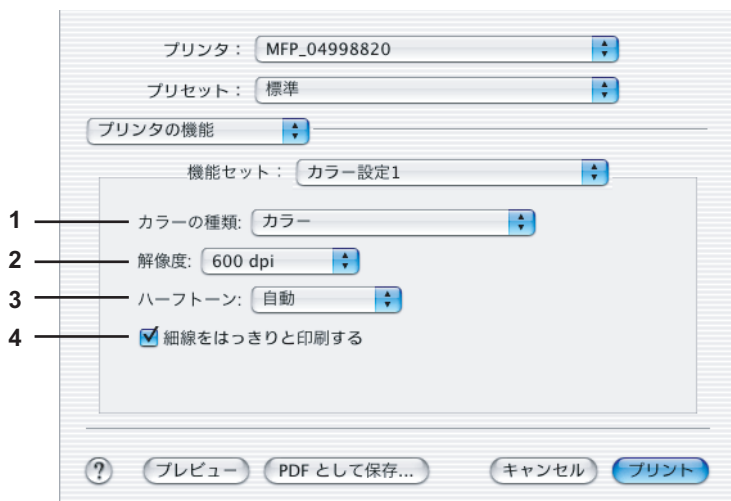 プリンタ： MFP_04998820
プリセット： 標準
プリンタの機能
機能セット： カラー設定1
1 カラーの種類: カラー
2 解像度: 600 dpi
3 ハーフトーン: 自動
4 細線をはっきりと印刷する
? プレビュー PDF として保存... キャンセル プリント